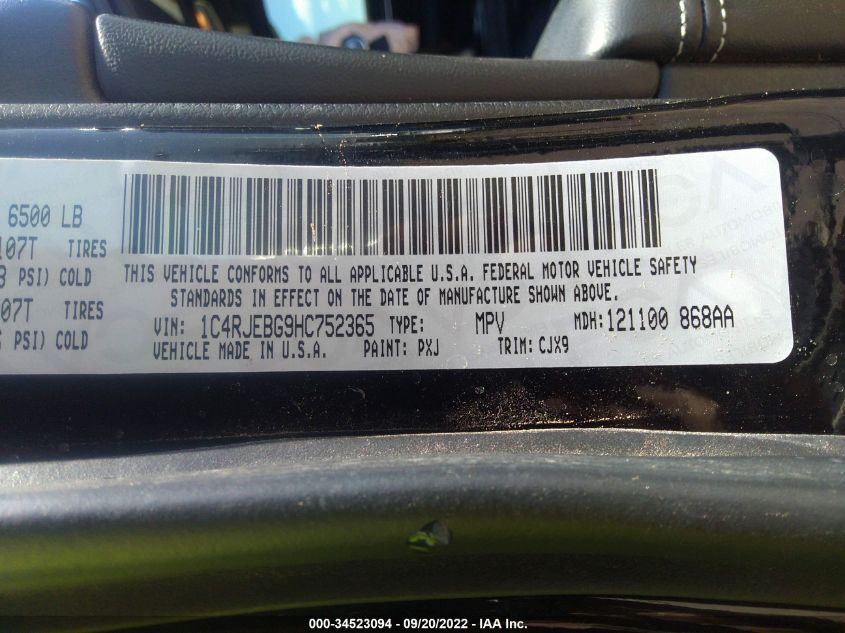 6500 LB
107T TIRES
PSI) COLD
07T TIRES
PSI) COLD
THIS VEHICLE CONFORMS TO ALL APPLICABLE U.S.A. FEDERAL MOTOR VEHICLE SAFETY
STANDARDS IN EFFECT ON THE DATE OF MANUFACTURE SHOWN ABOVE.
VIN: 1C4RJEBG9HC752365 TYPE: MPV MDH: 121100 868AA
VEHICLE MADE IN U.S.A. PAINT: PXJ TRIM: CJX9
000-34523094 - 09/20/2022 - IAA Inc.